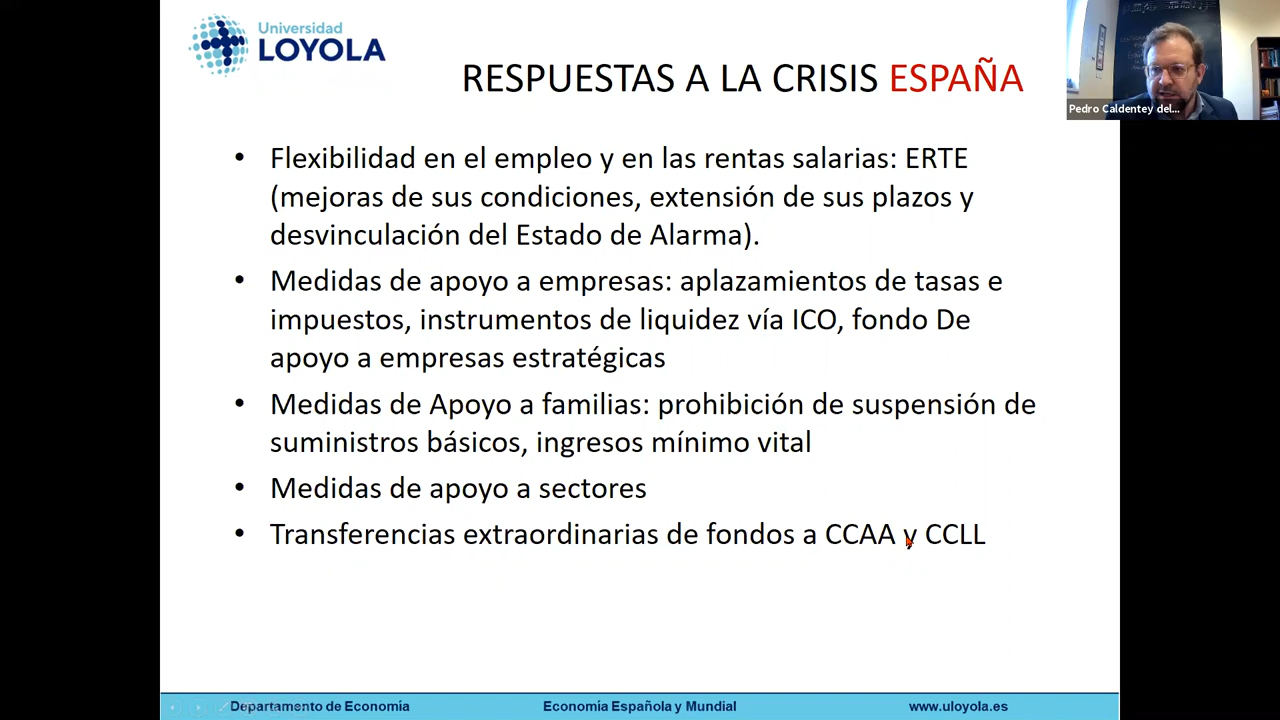 Universidad
LOYOLA
RESPUESTAS A LA CRISIS ESPAÑA
Pedro Caldentey del...
• Flexibilidad en el empleo y en las rentas salarias: ERTE
(mejoras de sus condiciones, extensión de sus plazos y
desvinculación del Estado de Alarma).
• Medidas de apoyo a empresas: aplazamientos de tasas e
impuestos, instrumentos de liquidez vía ICO, fondo De
apoyo a empresas estratégicas
• Medidas de Apoyo a familias: prohibición de suspensión de
suministros básicos, ingresos mínimo vital
• Medidas de apoyo a sectores
• Transferencias extraordinarias de fondos a CCAA y CCLL
Departamento de Economía
Economía Española y Mundial
www.uloyola.es